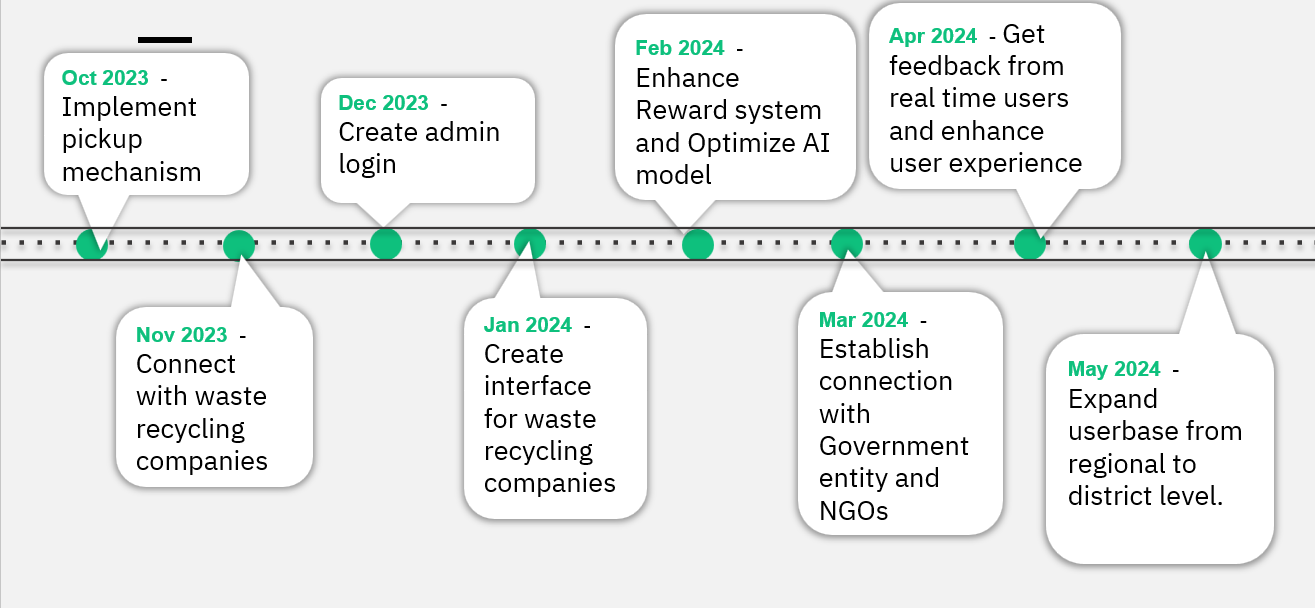 Oct 2023 -
Implement
pickup
mechanism
Nov 2023 -
Connect
with waste
recycling
companies
Dec 2023 -
Create admin
login
Jan 2024 -
Create
interface
for waste
recycling
companies
Feb 2024 -
Enhance
Reward system
and Optimize AI
model
Mar 2024 -
Establish
connection
with
Government
entity and
NGOs
Apr 2024 - Get
feedback from
real time users
and enhance
user experience
May 2024 -
Expand
userbase from
regional to
district level.